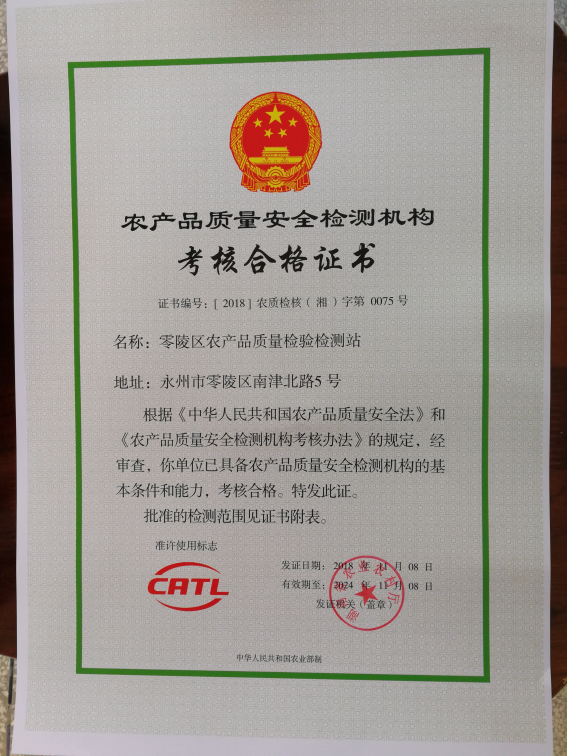 农产品质量安全检测机构
考核合格证书
证书编号：[ 2018 ] 农质检核（ 湘 ）字第 0075 号
名称：零陵区农产品质量检验检测站
地址：永州市零陵区南津北路5 号
根据《中华人民共和国农产品质量安全法》和
《农产品质量安全检测机构考核办法》的规定，经
审查，你单位已具备农产品质量安全检测机构的基
本条件和能力，考核合格。特发此证。
批准的检测范围见证书附表。
准许使用标志
CATL
发证日期：2018 年 11 月 08 日
有效期至：2024 年 11 月 08 日
发证机关（盖章）
中华人民共和国农业部制